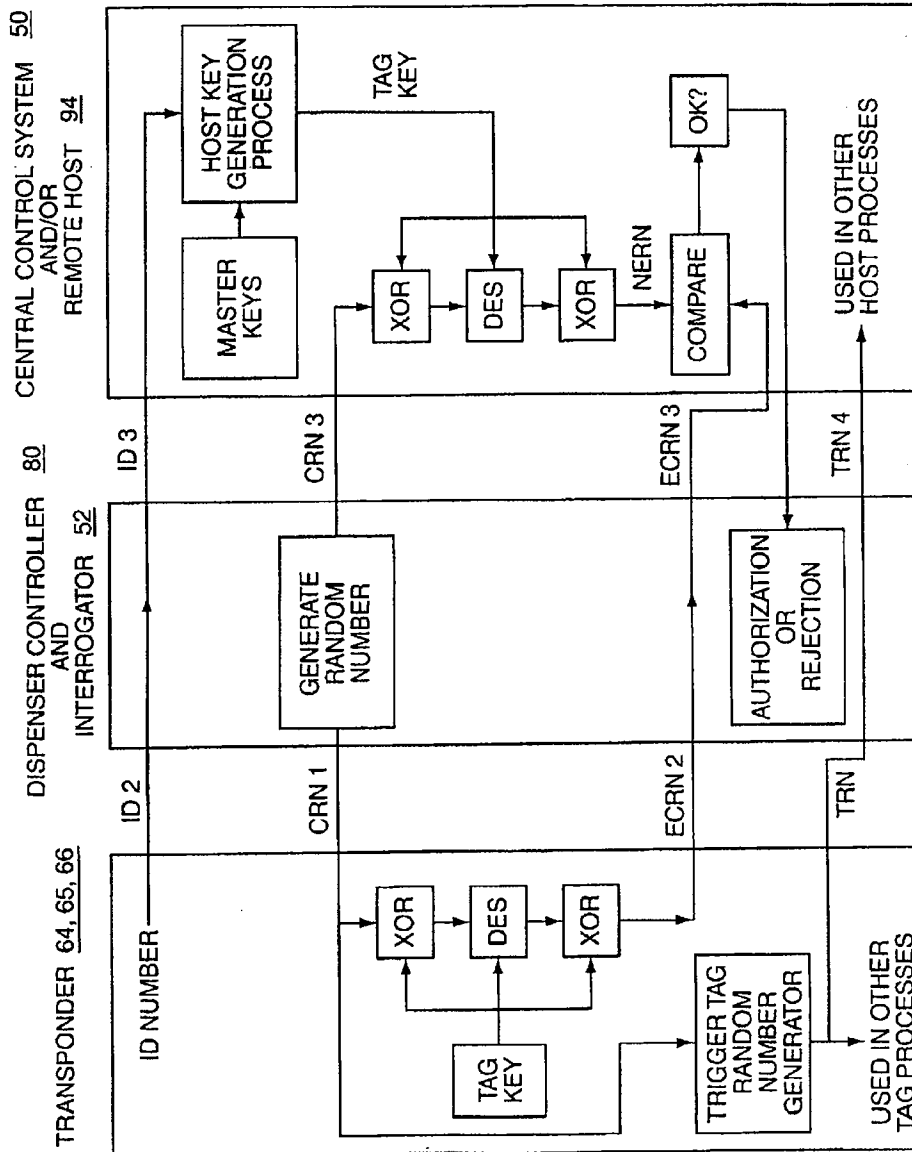 TRANSPONDER 64, 65, 66
ID NUMBER
XOR
DES
XOR
TAG
KEY
TRIGGER TAG
RANDOM
NUMBER
GENERATOR
USED IN OTHER
TAG PROCESSES
ID 2
CRN 1
ECRN 2
TRN
DISPENSER CONTROLLER 80
AND
INTERROGATOR 52
GENERATE
RANDOM
NUMBER
AUTHORIZATION
OR
REJECTION
ID 3
CRN 3
ECRN 3
TRN 4
CENTRAL CONTROL SYSTEM 50
AND/OR
REMOTE HOST 94
MASTER
KEYS
HOST KEY
GENERATION
PROCESS
TAG
KEY
XOR
DES
XOR
NERN
COMPARE
OK?
USED IN OTHER
HOST PROCESSES